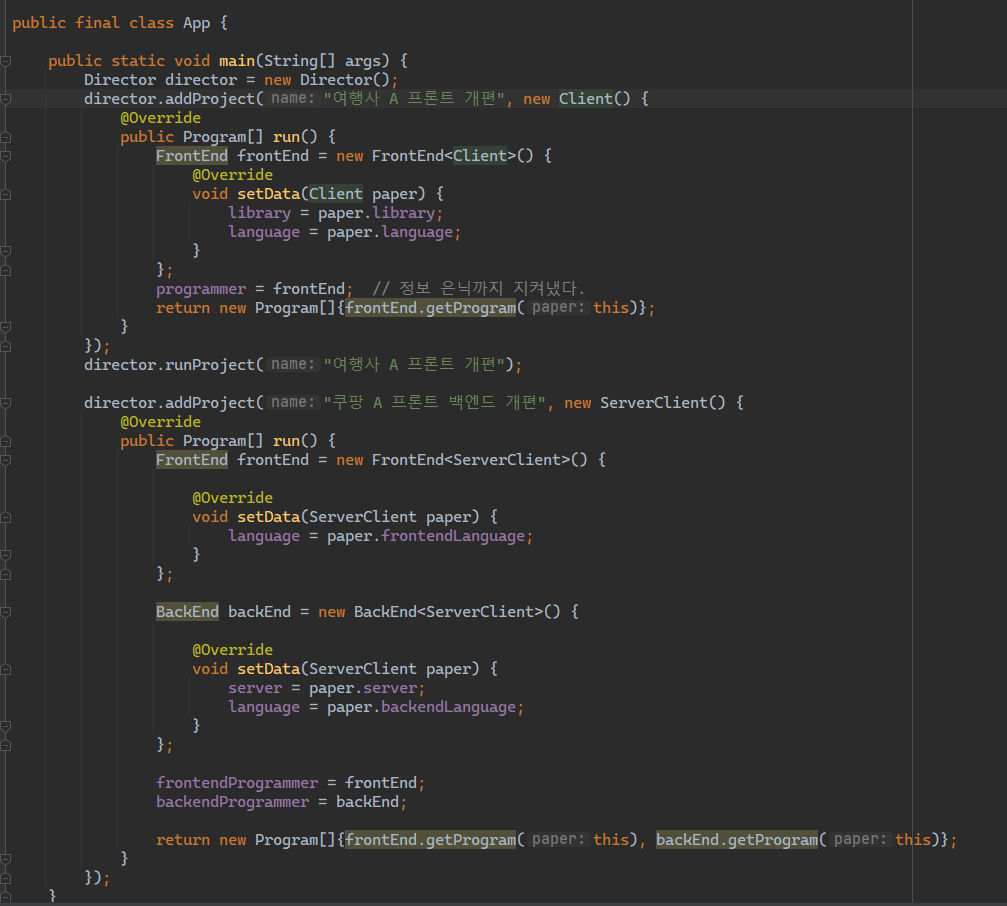 public final class App {
public static void main(String[] args) {
Director director = new Director();
director.addProject( name: "여행사 A 프론트 개편", new Client() {
@Override
public Program[] run() {
FrontEnd frontEnd = new FrontEnd<Client>() {
@Override
void setData(Client paper) {
library = paper.library;
language = paper.language;
}
};
programmer = frontEnd;  // 정보 은닉까지 지켜냈다.
return new Program[]{frontEnd.getProgram( paper: this)};
}
});
director.runProject( name: "여행사 A 프론트 개편");
director.addProject( name: "쿠팡 A 프론트 백엔드 개편", new ServerClient() {
@Override
public Program[] run() {
FrontEnd frontEnd = new FrontEnd<ServerClient>() {
@Override
void setData(ServerClient paper) {
language = paper.frontendLanguage;
}
};
BackEnd backEnd = new BackEnd<ServerClient>() {
@Override
void setData(ServerClient paper) {
server = paper.server;
language = paper.backendLanguage;
}
};
frontendProgrammer = frontEnd;
backendProgrammer = backEnd;
return new Program[]{frontEnd.getProgram( paper: this), backEnd.getProgram( paper: this)};
}
});
}